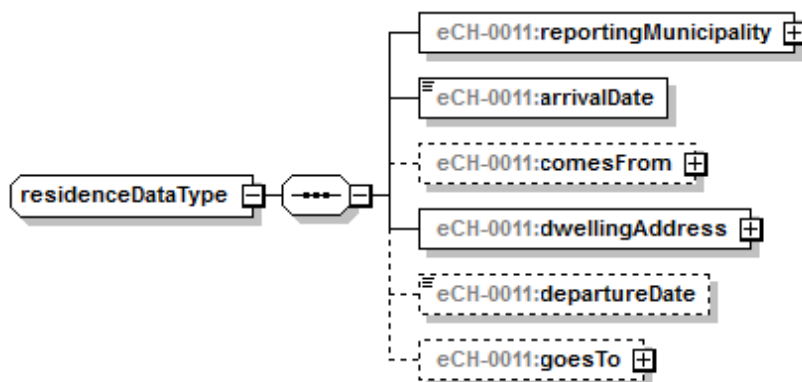 eCH-0011:reportingMunicipality
eCH-0011:arrivalDate
eCH-0011:comesFrom
residenceDataType
eCH-0011:dwellingAddress
eCH-0011:departureDate
eCH-0011:goesTo